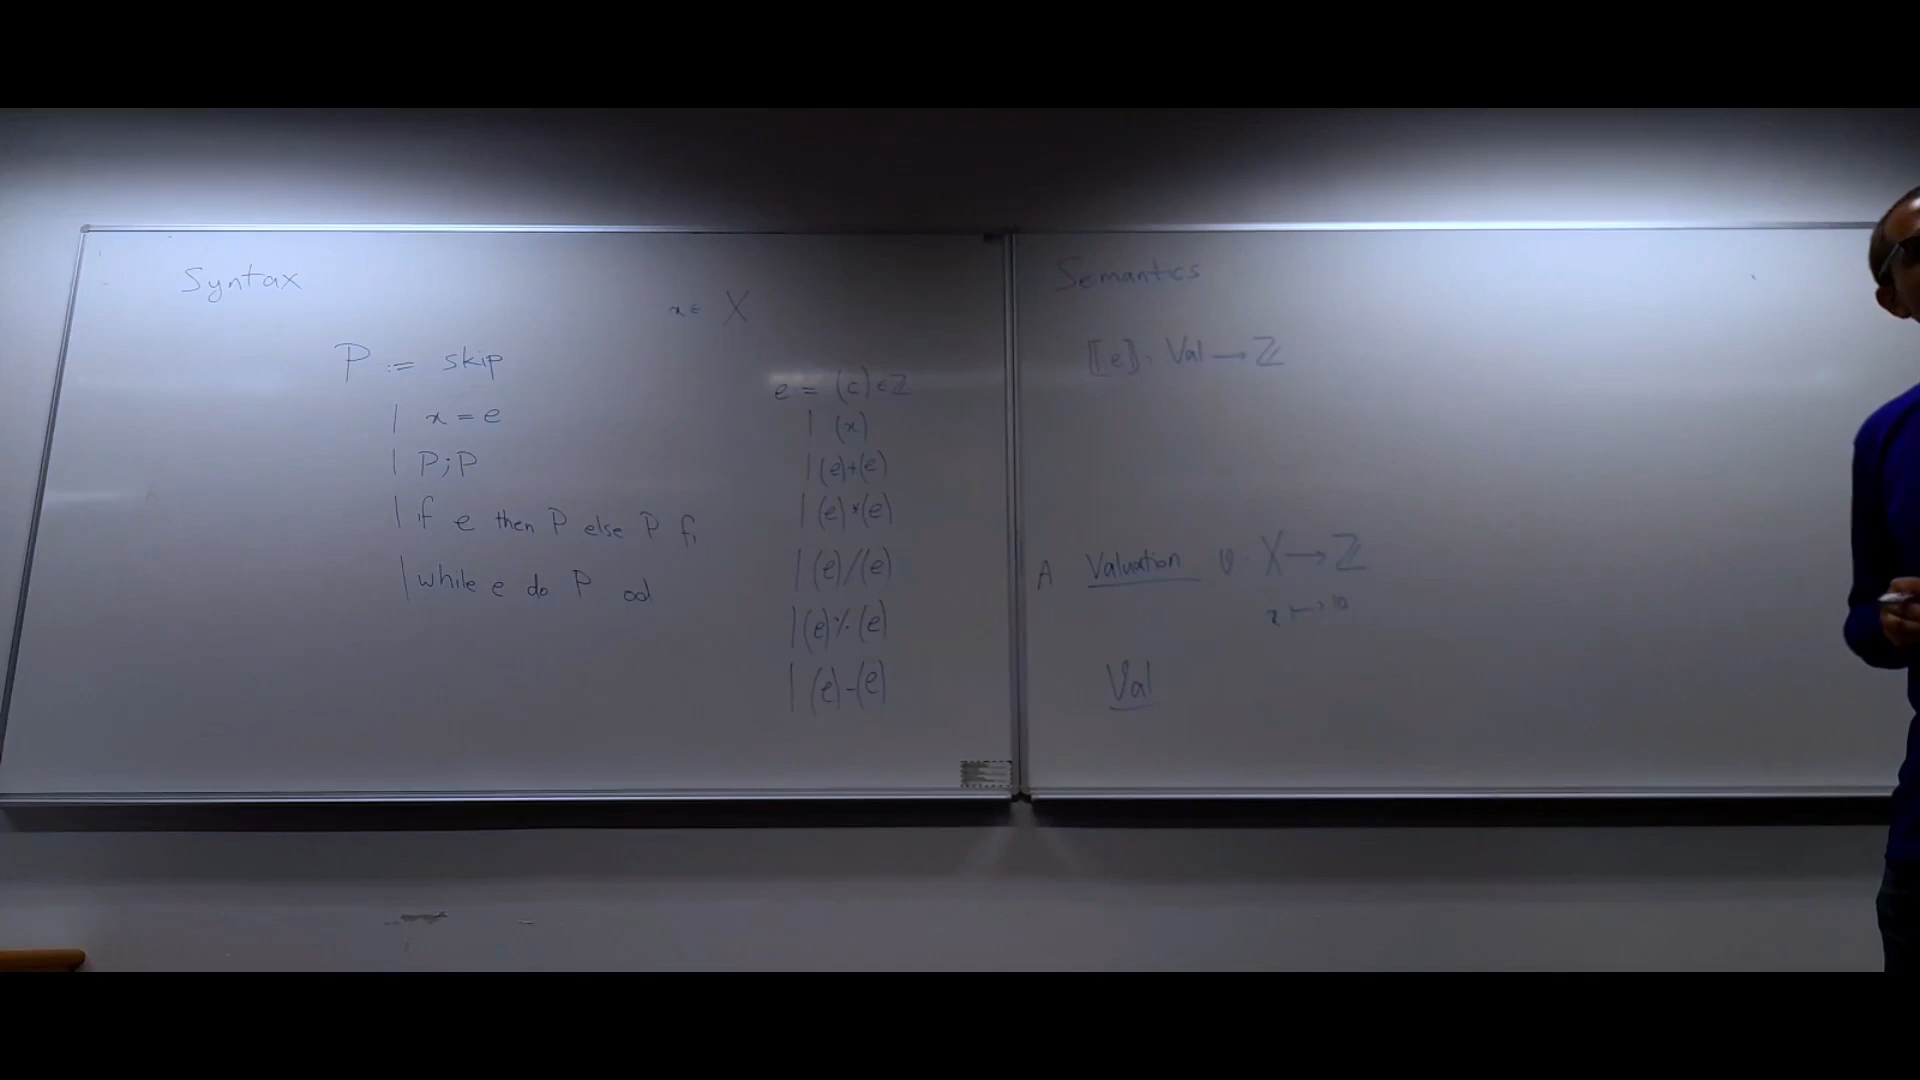 Syntax
x ∈ X
P := skip
| x = e
| P;P
| if e then P else P fi
| while e do P od
e = (c) ∈ ℤ
| (x)
| (e)+(e)
| (e)*(e)
| (e)/(e)
| (e)%(e)
| (e)-(e)
Semantics
⟦e⟧: Val → ℤ
A Valuation v: X → ℤ
x ↦ 10
Val